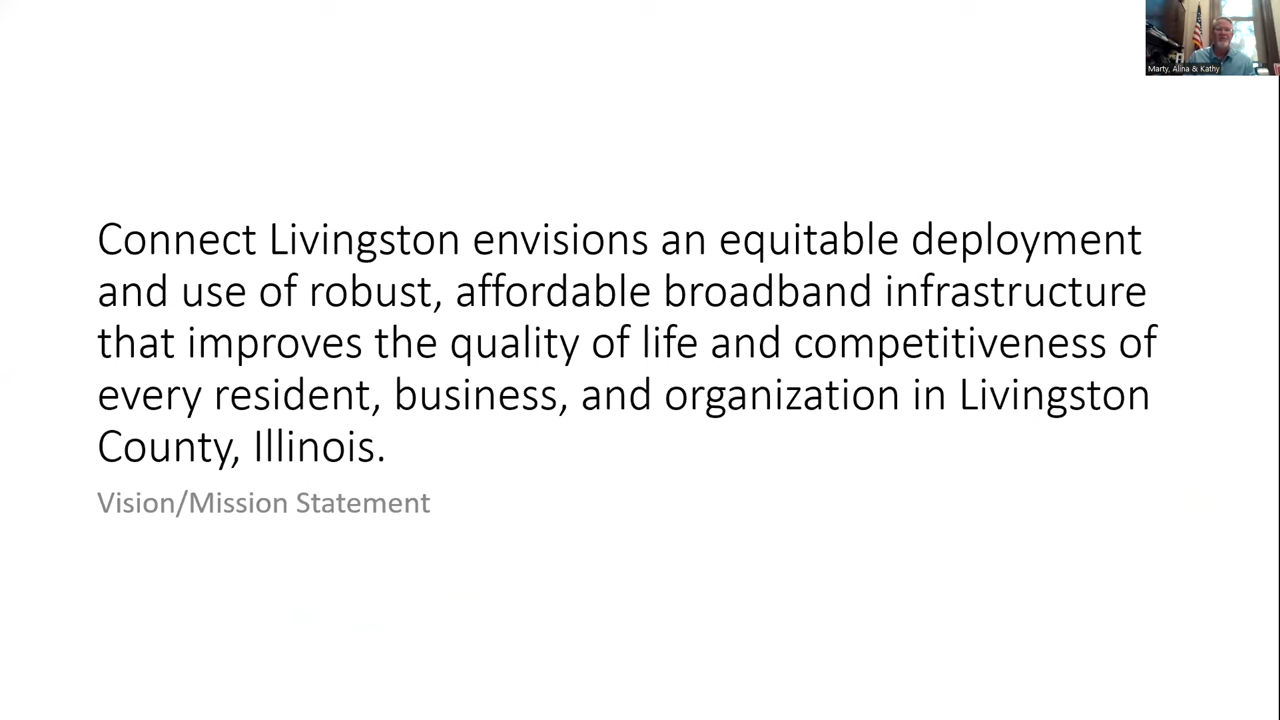 Marty, Alina & Kathy
Connect Livingston envisions an equitable deployment
and use of robust, affordable broadband infrastructure
that improves the quality of life and competitiveness of
every resident, business, and organization in Livingston
County, Illinois.
Vision/Mission Statement